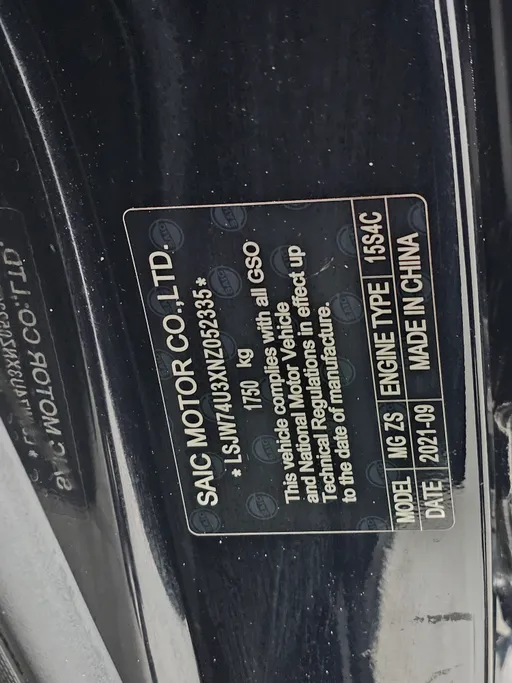 SAIC MOTOR CO.,LTD.
*LSJW74U3XNZ052335*
1750 kg
This vehicle complies with all GSO
and National Motor Vehicle
Technical Regulations in effect up
to the date of manufacture.
MODEL MG ZS ENGINE TYPE 15S4C
DATE 2021-09 MADE IN CHINA